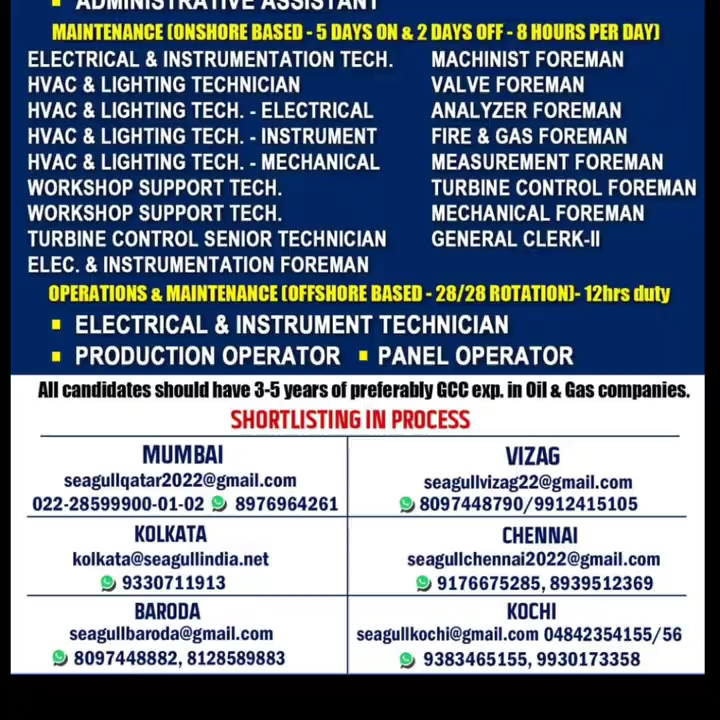 ▪ ADMINISTRATIVE ASSISTANT
MAINTENANCE (ONSHORE BASED - 5 DAYS ON & 2 DAYS OFF - 8 HOURS PER DAY)
ELECTRICAL & INSTRUMENTATION TECH.
HVAC & LIGHTING TECHNICIAN
HVAC & LIGHTING TECH. - ELECTRICAL
HVAC & LIGHTING TECH. - INSTRUMENT
HVAC & LIGHTING TECH. - MECHANICAL
WORKSHOP SUPPORT TECH.
WORKSHOP SUPPORT TECH.
TURBINE CONTROL SENIOR TECHNICIAN
ELEC. & INSTRUMENTATION FOREMAN
MACHINIST FOREMAN
VALVE FOREMAN
ANALYZER FOREMAN
FIRE & GAS FOREMAN
MEASUREMENT FOREMAN
TURBINE CONTROL FOREMAN
MECHANICAL FOREMAN
GENERAL CLERK-II
OPERATIONS & MAINTENANCE (OFFSHORE BASED - 28/28 ROTATION)- 12hrs duty
▪ ELECTRICAL & INSTRUMENT TECHNICIAN
▪ PRODUCTION OPERATOR ▪ PANEL OPERATOR
All candidates should have 3-5 years of preferably GCC exp. in Oil & Gas companies.
SHORTLISTING IN PROCESS
MUMBAI
seagullqatar2022@gmail.com
022-28599900-01-02 8976964261
VIZAG
seagullvizag22@gmail.com
8097448790/9912415105
KOLKATA
kolkata@seagullindia.net
9330711913
CHENNAI
seagullchennai2022@gmail.com
9176675285, 8939512369
BARODA
seagullbaroda@gmail.com
8097448882, 8128589883
KOCHI
seagullkochi@gmail.com 04842354155/56
9383465155, 9930173358